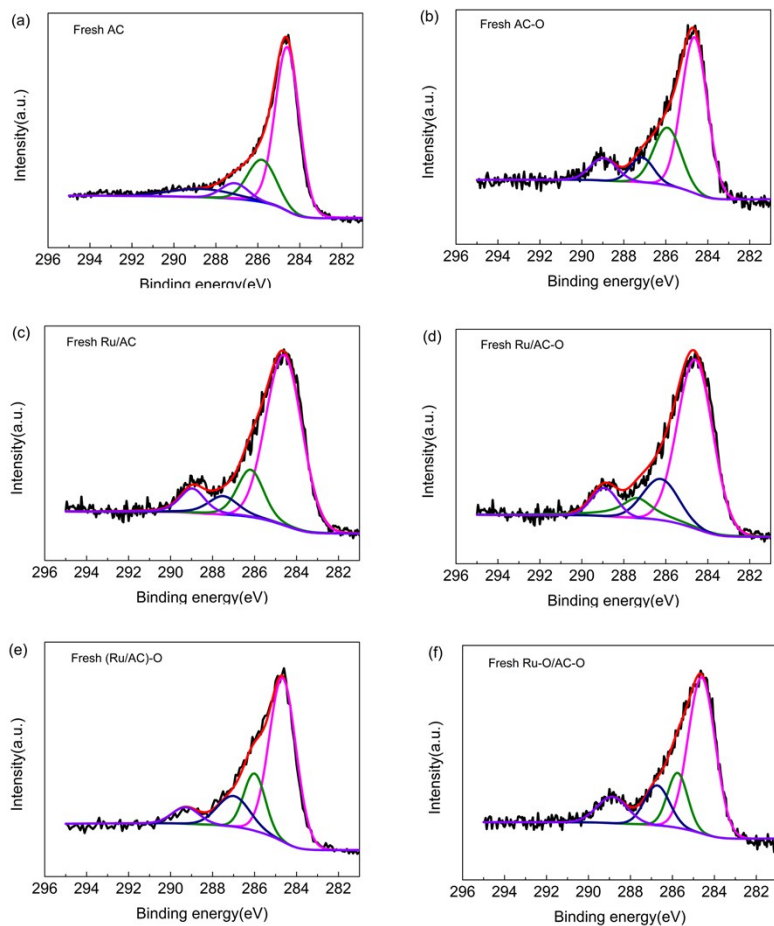 (a)
Fresh AC
Intensity(a.u.)
296 294 292 290 288 286 284 282
Binding energy(eV)
(b)
Fresh AC-O
Intensity(a.u.)
296 294 292 290 288 286 284 282
Binding energy(eV)
(c)
Fresh Ru/AC
Intensity(a.u.)
296 294 292 290 288 286 284 282
Binding energy(eV)
(d)
Fresh Ru/AC-O
Intensity(a.u.)
296 294 292 290 288 286 284 282
Binding energy(eV)
(e)
Fresh (Ru/AC)-O
Intensity(a.u.)
296 294 292 290 288 286 284 282
Binding energy(eV)
(f)
Fresh Ru-O/AC-O
Intensity(a.u.)
296 294 292 290 288 286 284 282
Binding energy(eV)